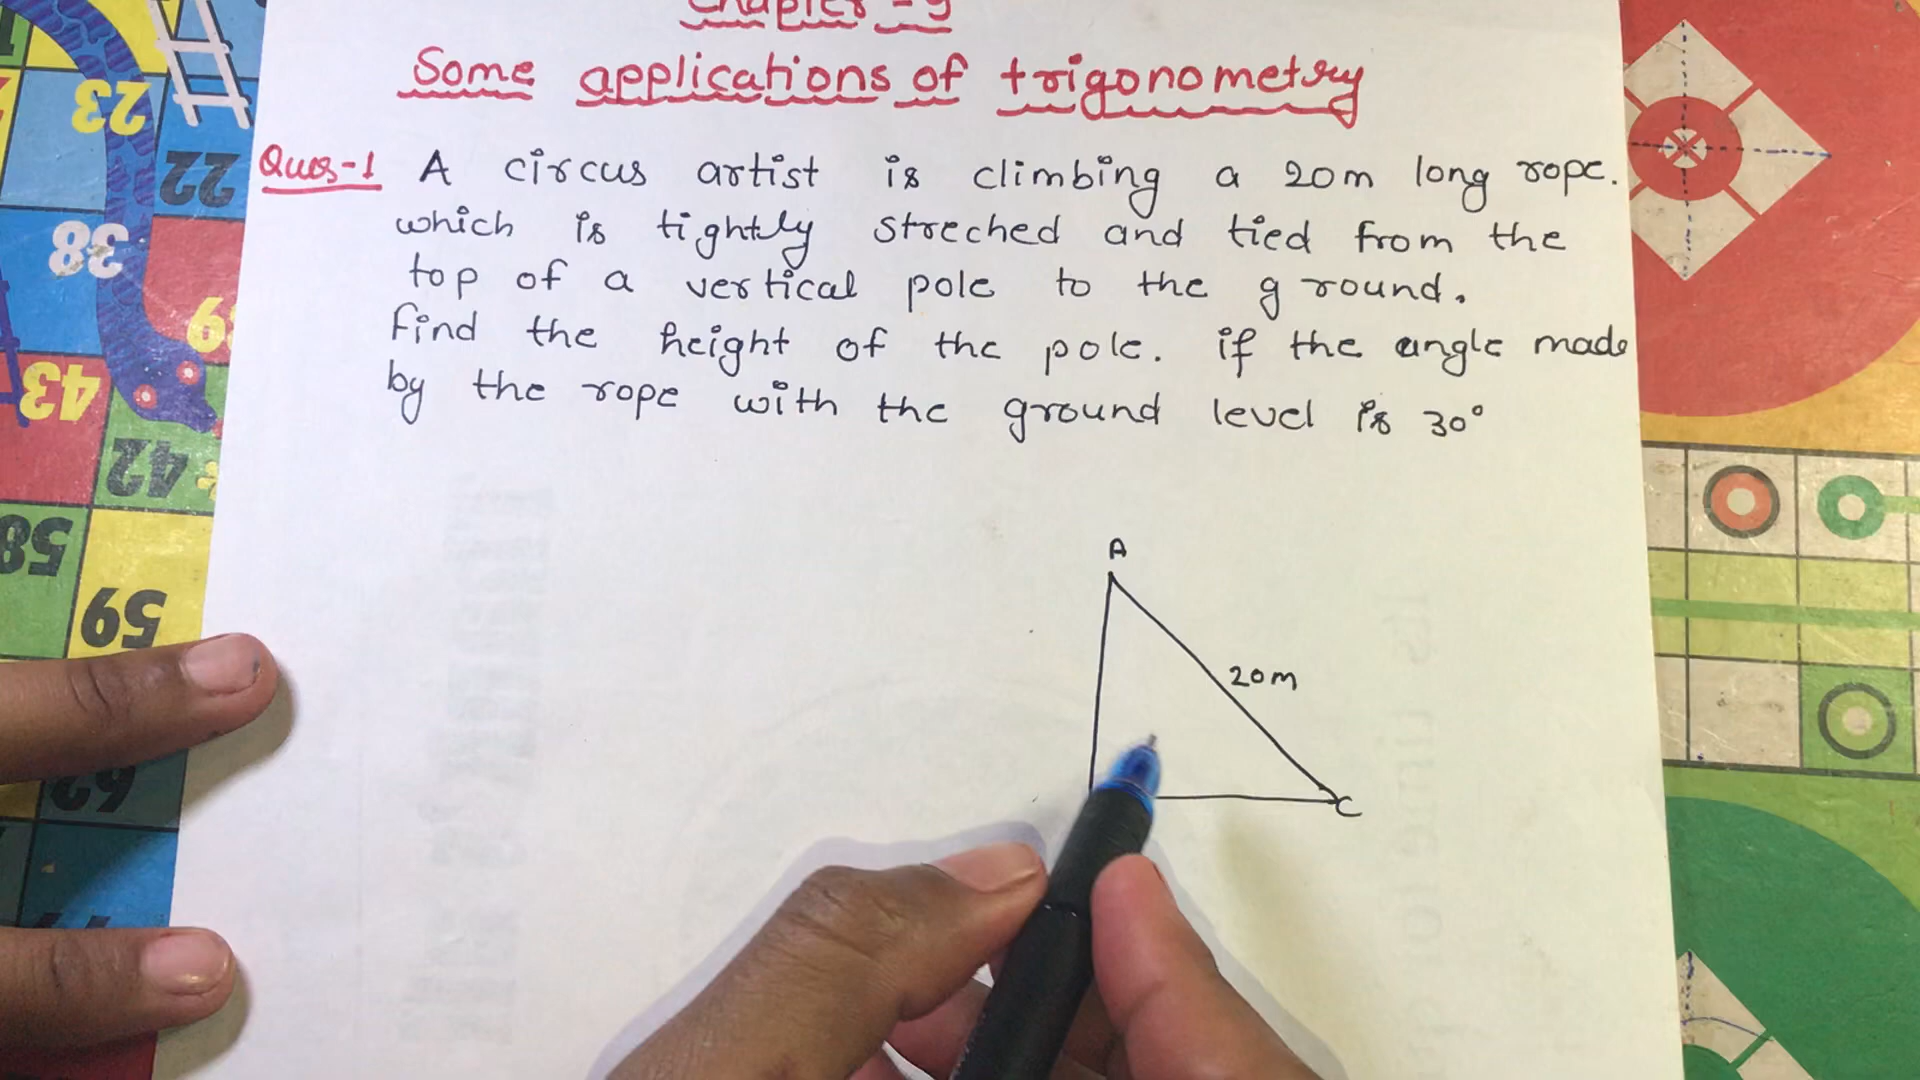 Chapter - 9
Some applications of trigonometry
Ques-1 A circus artist is climbing a 20m long rope.
which is tightly streched and tied from the
top of a vertical pole to the ground.
find the height of the pole. if the angle made
by the rope with the ground level is 30°
A
20m
C
23
22
38
43
42
58
59